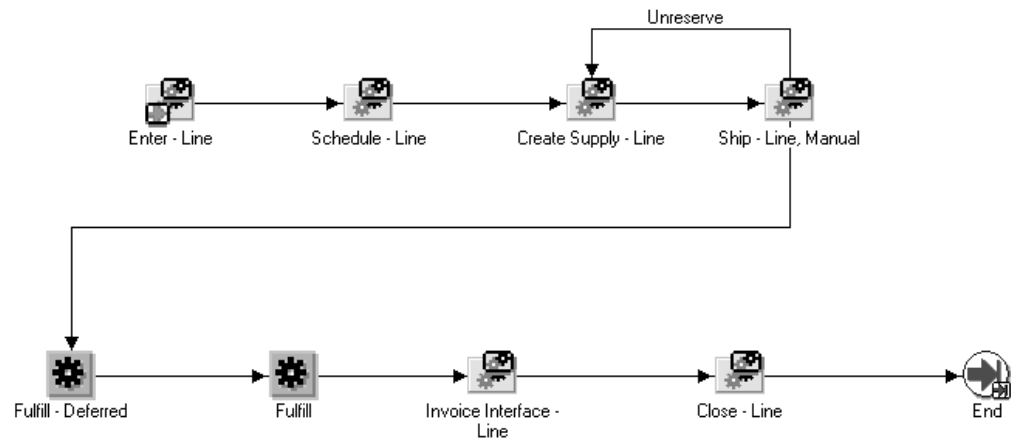 Unreserve
Enter - Line
Schedule - Line
Create Supply - Line
Ship - Line, Manual
Fulfill - Deferred
Fulfill
Invoice Interface -
Line
Close - Line
End